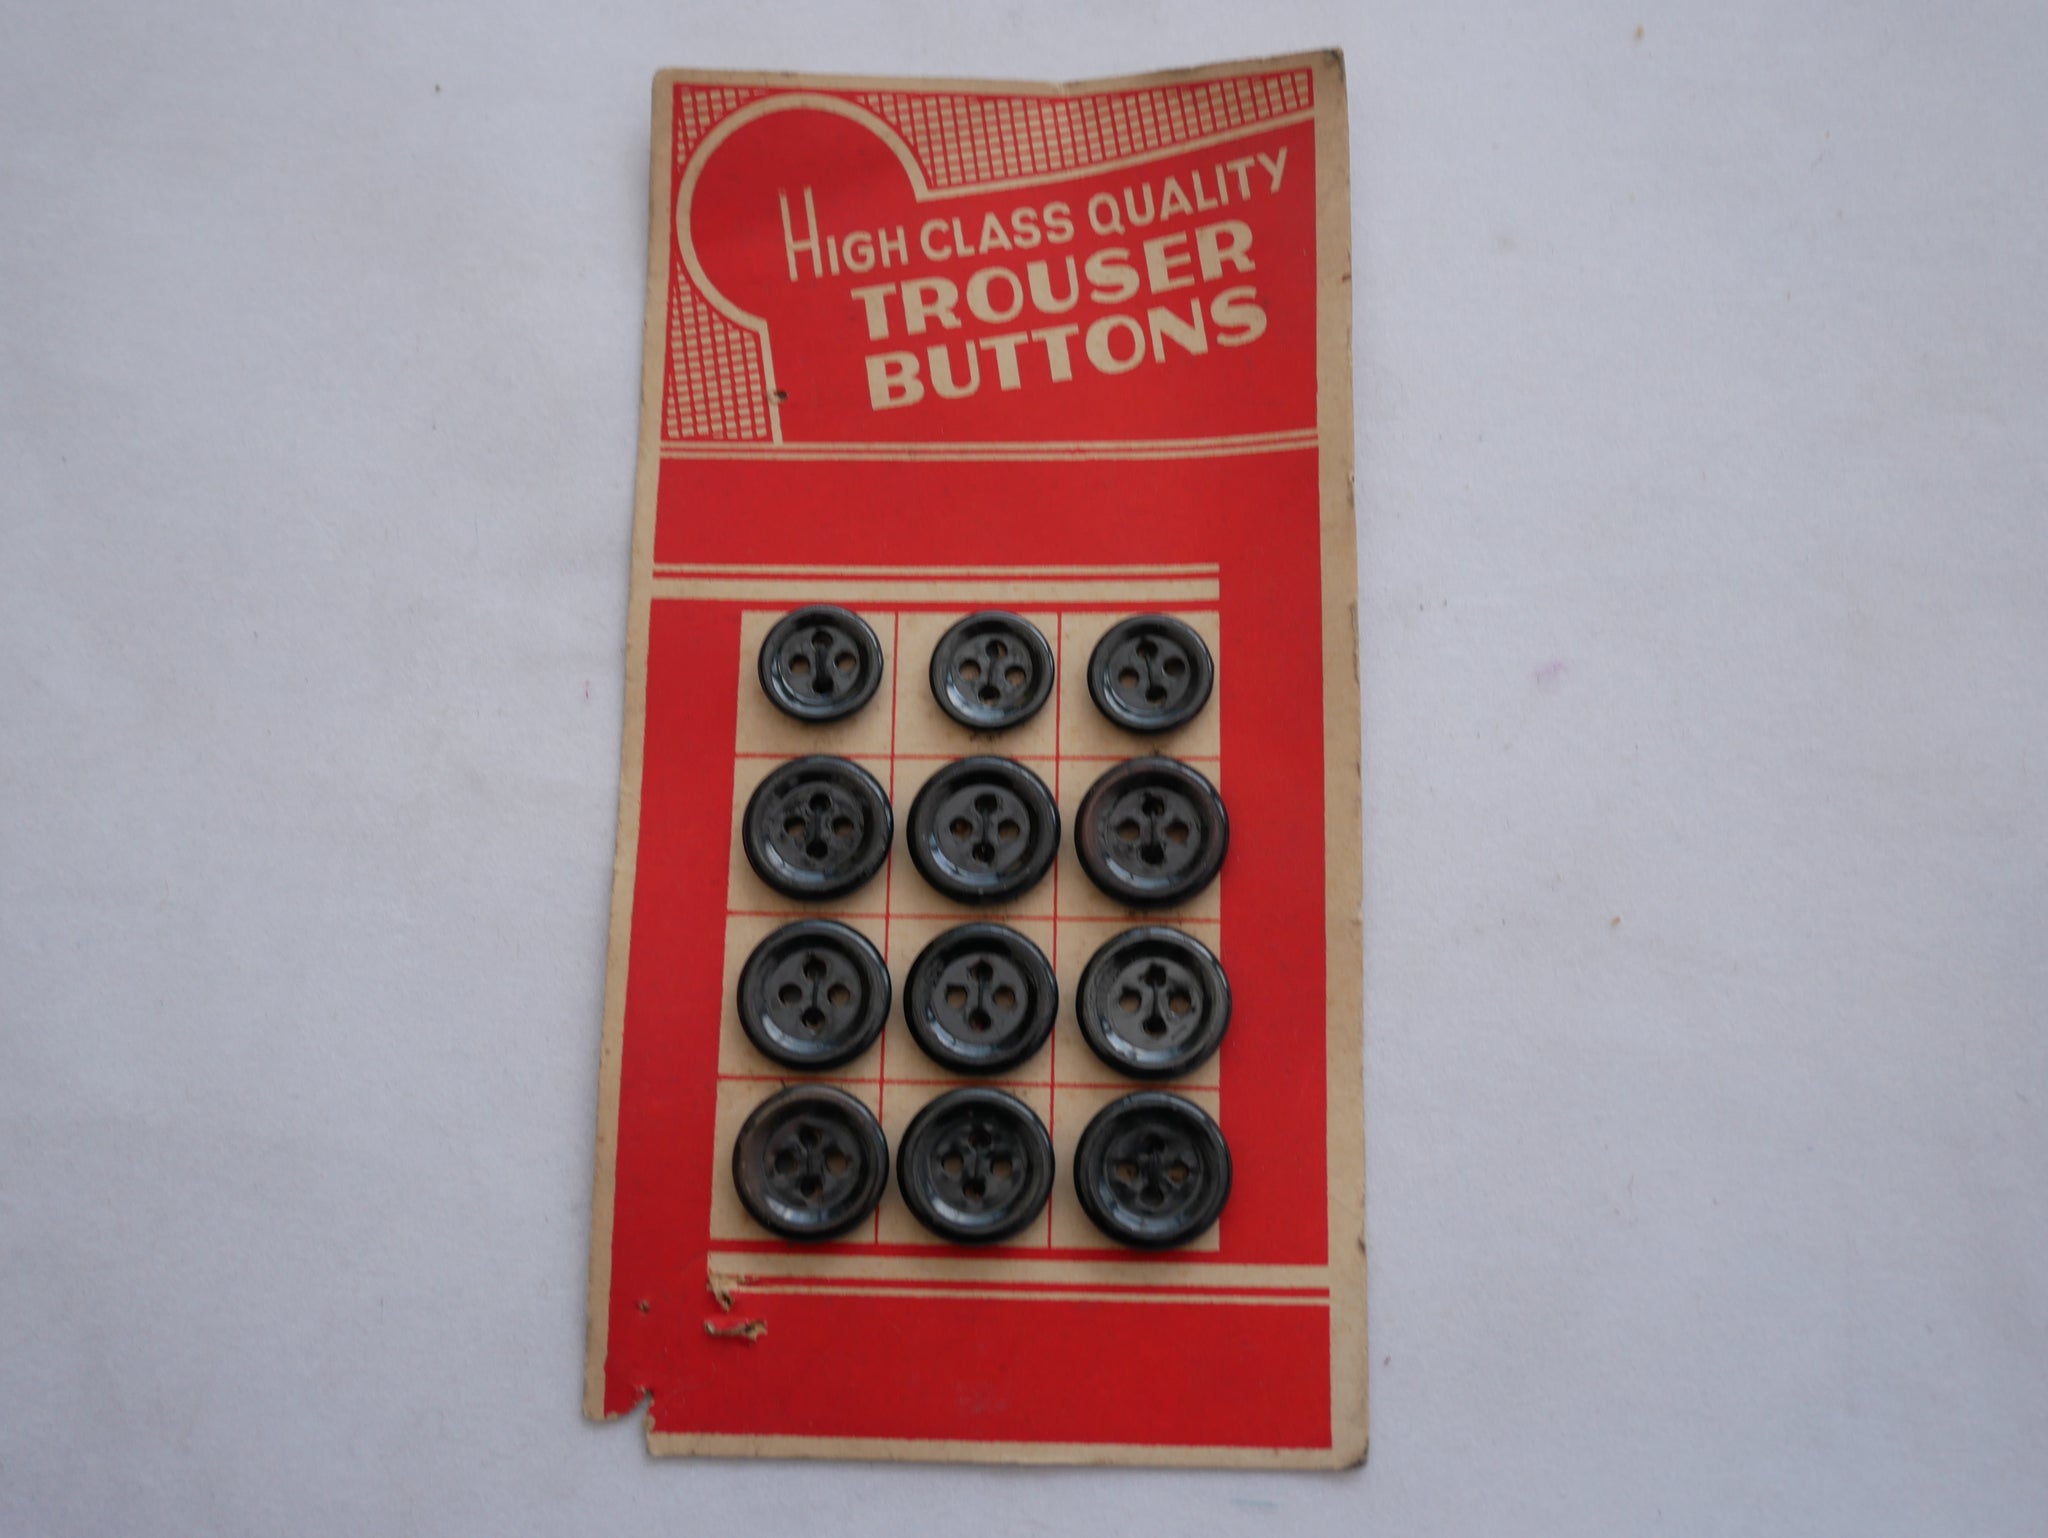 HIGH CLASS QUALITY
TROUSER
BUTTONS